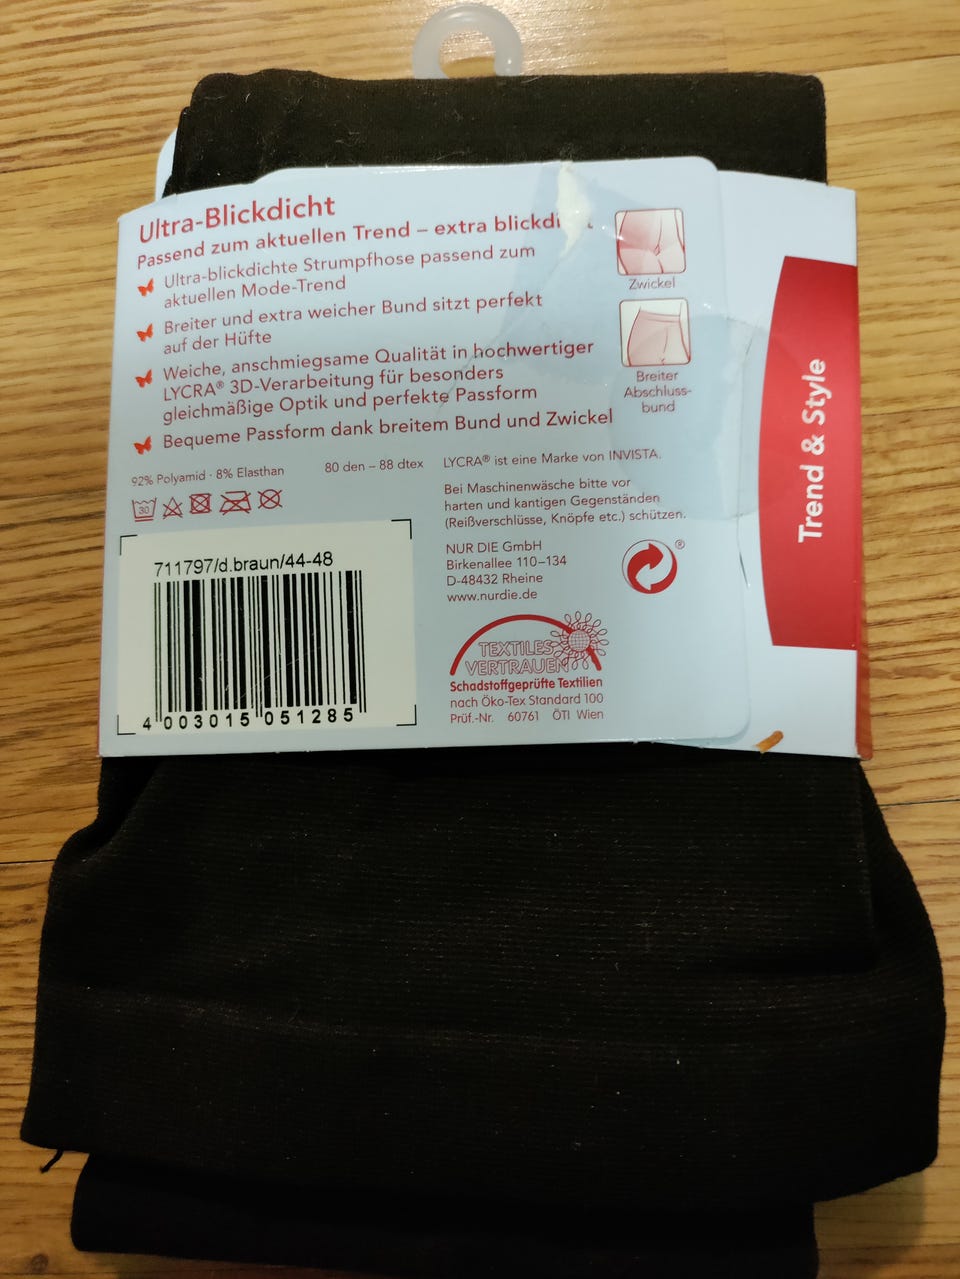 Ultra-Blickdicht
Passend zum aktuellen Trend – extra
Ultra-blickdichte Strumpfhose passend zum
aktuellen Mode-Trend
Breiter und extra weicher Bund sitzt perfekt
auf der Hüfte
Weiche, anschmiegsame Qualität in hochwertiger
LYCRA® 3D-Verarbeitung für besonders
gleichmäßige Optik und perfekte Passform
Bequeme Passform dank breitem Bund und Zwickel
Zwickel
Breiter
Abschluss-
bund
92% Polyamid · 8% Elasthan
80 den – 88 dtex
30
LYCRA® ist eine Marke von INVISTA.
Bei Maschinenwäsche bitte vor
harten und kantigen Gegenständen
(Reißverschlüsse, Knöpfe etc.) schützen.
NUR DIE GmbH
Birkenallee 110–134
D-48432 Rheine
www.nurdie.de
®
TEXTILES
VERTRAUEN
Schadstoffgeprüfte Textilien
nach Öko-Tex Standard 100
Prüf.-Nr. 60761 ÖTI Wien
711797/d.braun/44-48
4 003015 051285
Trend & Style